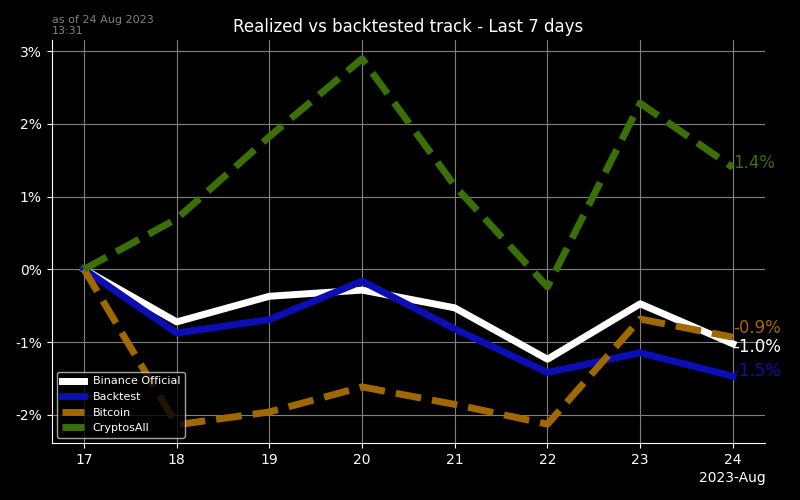 as of 24 Aug 2023
13:31
Realized vs backtested track - Last 7 days
3%
2%
1%
0%
-1%
-2%
1.4%
-0.9%
-1.0%
-1.5%
Binance Official
Backtest
Bitcoin
CryptosAll
17 18 19 20 21 22 23 24
2023-Aug